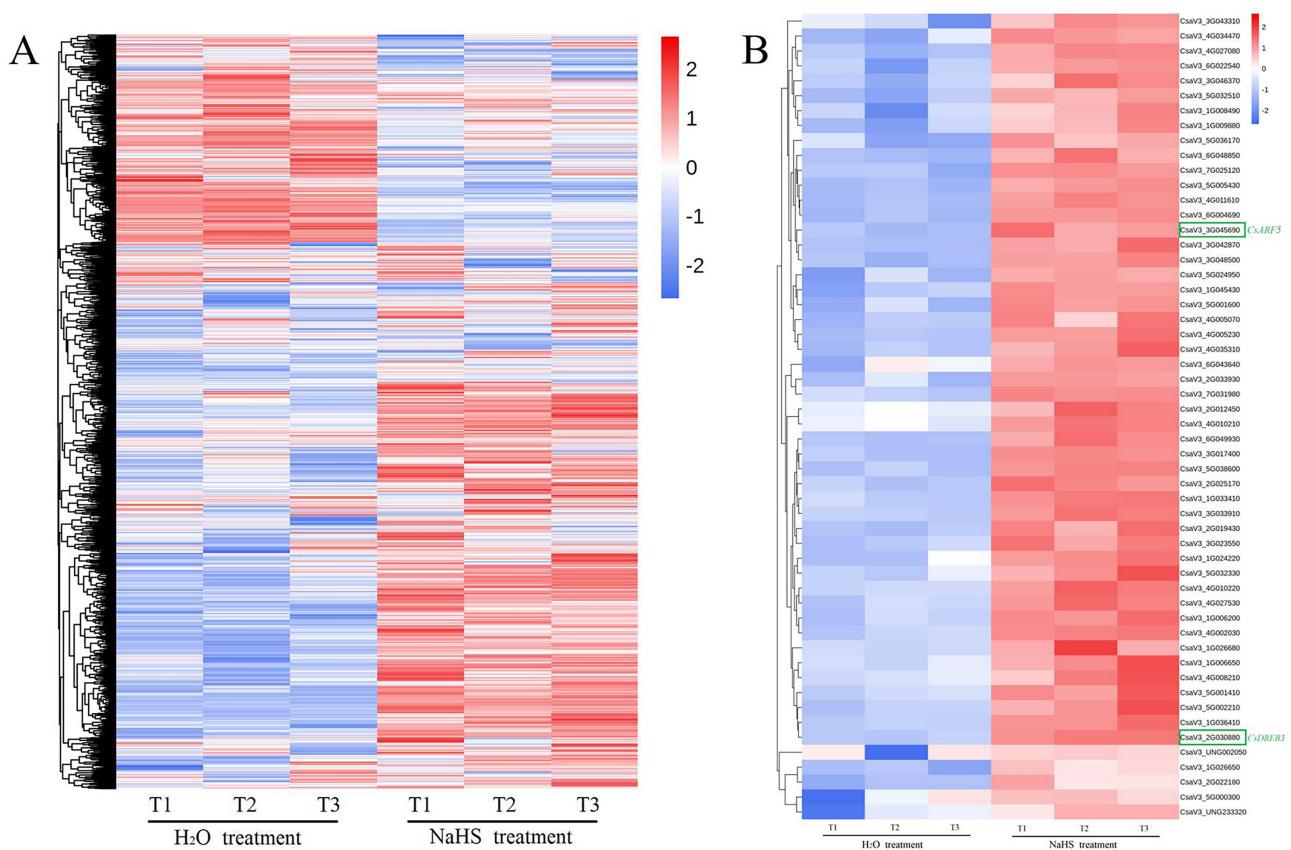 A
2
1
0
-1
-2
T1 T2 T3 T1 T2 T3
H₂O treatment NaHS treatment
B
2
1
0
-1
-2
CsaV3_3G043310
CsaV3_4G034470
CsaV3_4G027080
CsaV3_6G022540
CsaV3_3G046370
CsaV3_5G032510
CsaV3_1G008490
CsaV3_1G009880
CsaV3_5G036170
CsaV3_6G048850
CsaV3_7G025120
CsaV3_5G005430
CsaV3_4G011610
CsaV3_6G004690
CsaV3_3G045690 CsARF5
CsaV3_3G042870
CsaV3_3G048500
CsaV3_5G024950
CsaV3_1G045430
CsaV3_5G001600
CsaV3_4G005070
CsaV3_4G005230
CsaV3_4G035310
CsaV3_6G043640
CsaV3_2G033930
CsaV3_7G031980
CsaV3_2G012450
CsaV3_4G010210
CsaV3_6G049930
CsaV3_3G017400
CsaV3_5G038600
CsaV3_2G025170
CsaV3_1G033410
CsaV3_3G033910
CsaV3_2G019430
CsaV3_3G023550
CsaV3_1G024220
CsaV3_5G032330
CsaV3_4G010220
CsaV3_4G027530
CsaV3_1G006200
CsaV3_4G002030
CsaV3_1G026680
CsaV3_1G006650
CsaV3_4G008210
CsaV3_5G001410
CsaV3_5G002210
CsaV3_1G036410
CsaV3_2G030880 CsDREB3
CsaV3_UNG002050
CsaV3_1G026650
CsaV3_2G022180
CsaV3_5G000300
CsaV3_UNG233320
T1 T2 T3 T1 T2 T3
H₂O treatment NaHS treatment